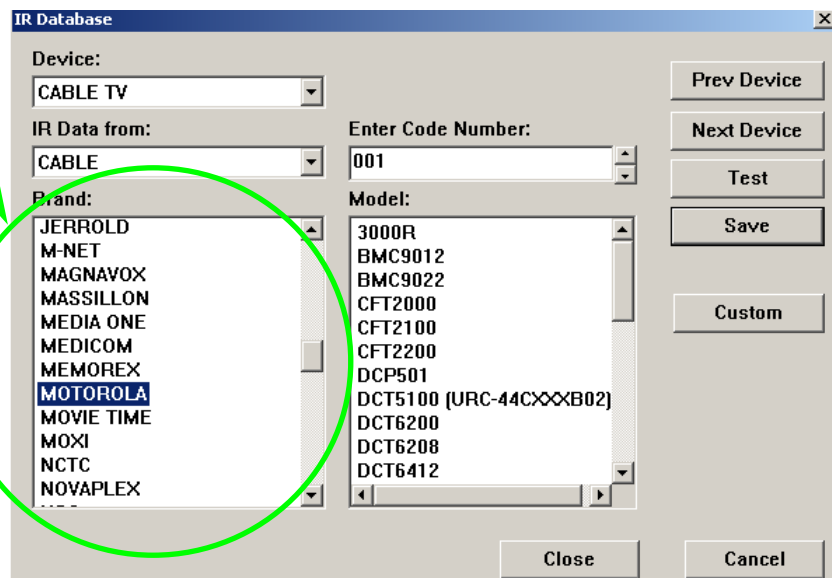 IR Database
Device:
CABLE TV
Prev Device
IR Data from:
Enter Code Number:
Next Device
CABLE
001
Test
Brand:
Model:
Save
JERROLD
M-NET
MAGNAVOX
MASSILLON
MEDIA ONE
MEDICOM
MEMOREX
MOTOROLA
MOVIE TIME
MOXI
NCTC
NOVAPLEX
3000R
BMC9012
BMC9022
CFT2000
CFT2100
CFT2200
DCP501
DCT5100 (URC-44CXXXB02)
DCT6200
DCT6208
DCT6412
Custom
Close
Cancel